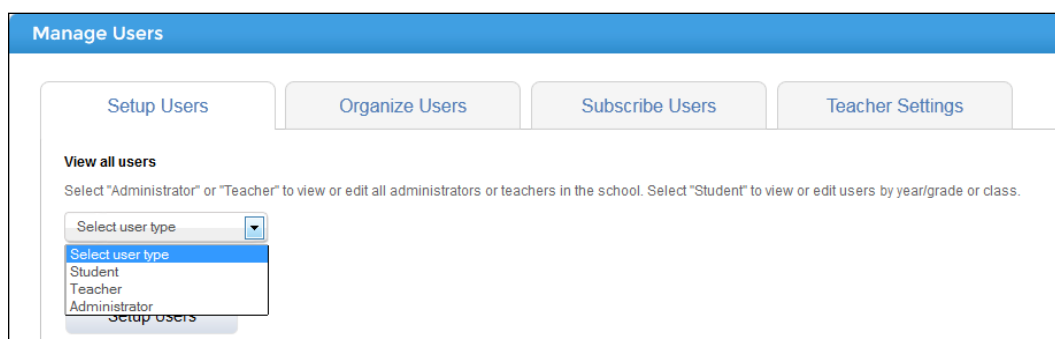 Manage Users
Setup Users Organize Users Subscribe Users Teacher Settings
View all users
Select "Administrator" or "Teacher" to view or edit all administrators or teachers in the school. Select "Student" to view or edit users by year/grade or class.
Select user type
Select user type
Student
Teacher
Administrator
Setup Users